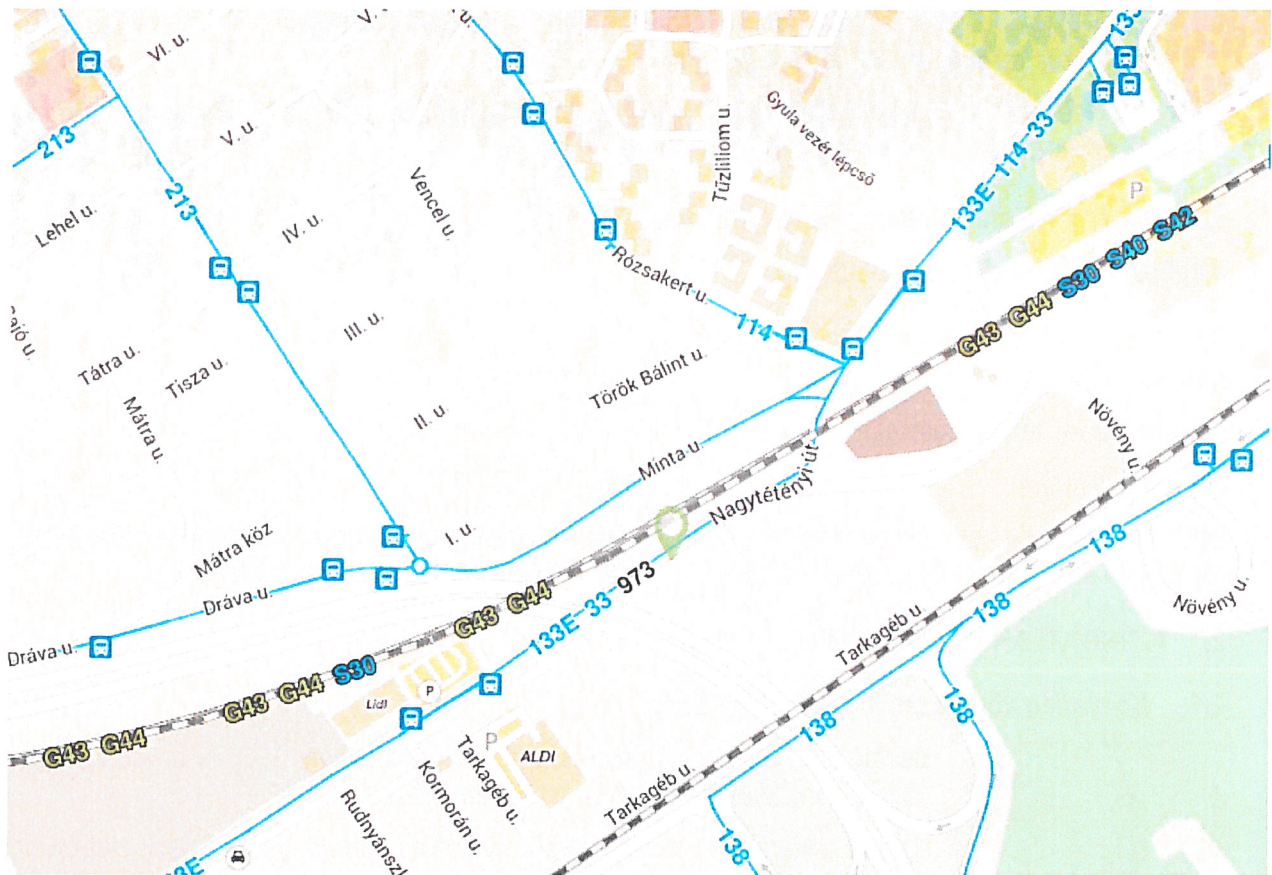 V.
u.
133
VI. u.
V. u.
213
213
Lehel u.
IV. u.
Vencel u.
Tűzliliom u.
Gyula vezér lépcső
133E 114 33
P
Rózsakert u.
114
G43 G44 S30 S40 S42
III. u.
Tátra u.
Tisza u.
Mátra u.
II. u.
Török Bálint u.
Minta u.
Nagytétényi út
Növény u.
Mátra köz
I. u.
Dráva u.
Dráva u.
G43 G44
133E 33 973
138
138
Növény u.
Tarkagéb u.
G43 G44 S30
G43 G44
Lidl
P
P
ALDI
138
138
Tarkagéb u.
Kormorán u.
Tarkagéb u.
138